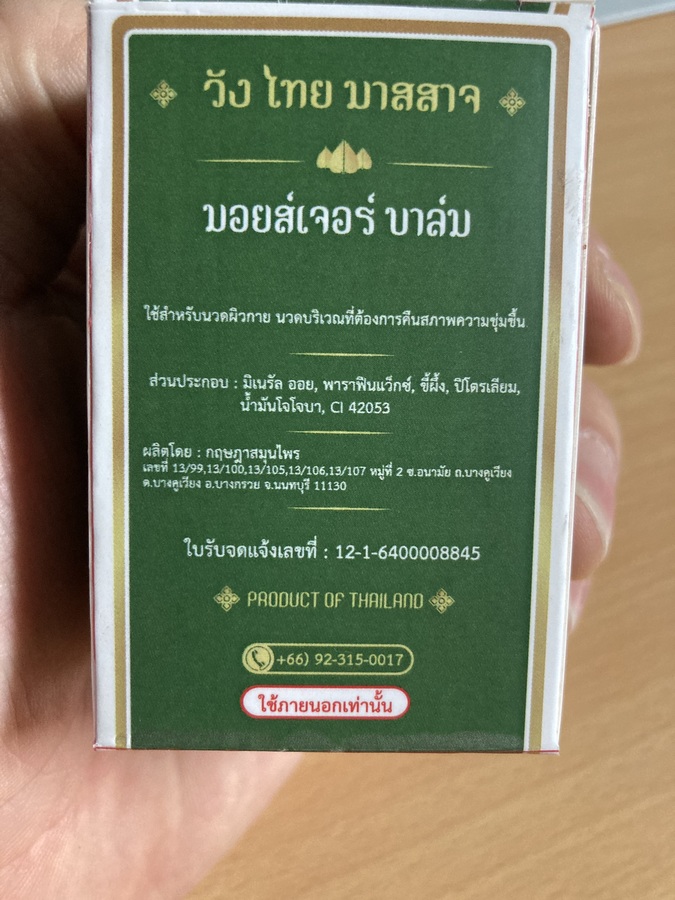 วัง ไทย มาสสาจ
มอยส์เจอร์ บาล์ม
ใช้สำหรับนวดผิวกาย นวดบริเวณที่ต้องการคืนสภาพความชุ่มชื้น
ส่วนประกอบ : มิเนรัล ออย, พาราฟินแว็กซ์, ขี้ผึ้ง, ปิโตรเลียม,
น้ำมันโจโจบา, CI 42053
ผลิตโดย : กฤษฎาสมุนไพร
เลขที่ 13/99,13/100,13/105,13/106,13/107 หมู่ที่ 2 ซ.อนามัย ถ.บางคูเวียง
ต.บางคูเวียง อ.บางกรวย จ.นนทบุรี 11130
ใบรับจดแจ้งเลขที่ : 12-1-6400008845
PRODUCT OF THAILAND
+66) 92-315-0017
ใช้ภายนอกเท่านั้น